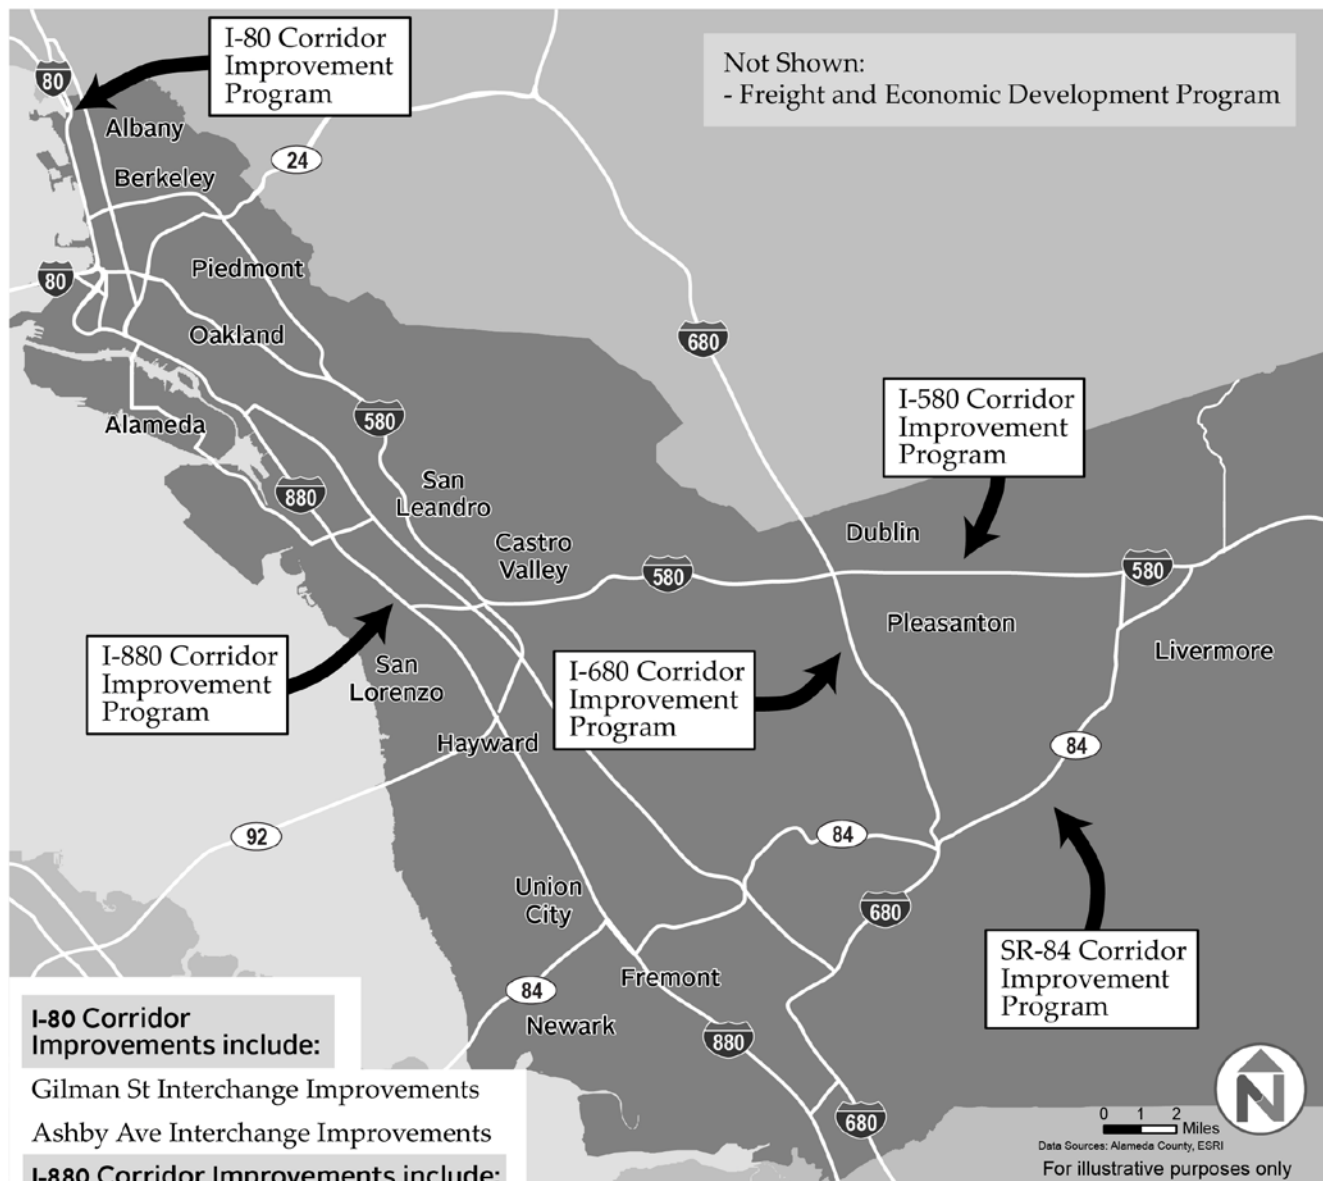 I-80 Corridor
Improvement
Program
Not Shown:
- Freight and Economic Development Program
80
Albany
24
Berkeley
80
Piedmont
Oakland
680
I-580 Corridor
Improvement
Program
Alameda
580
880
San
Leandro
Castro
Valley
Dublin
580
580
Pleasanton
Livermore
I-880 Corridor
Improvement
Program
San
Lorenzo
I-680 Corridor
Improvement
Program
Hayward
84
92
84
Union
City
680
SR-84 Corridor
Improvement
Program
Fremont
84
Newark
880
680
I-80 Corridor
Improvements include:
Gilman St Interchange Improvements
Ashby Ave Interchange Improvements
I-880 Corridor Improvements include:
N
0 1 2
Miles
Data Sources: Alameda County, ESRI
For illustrative purposes only